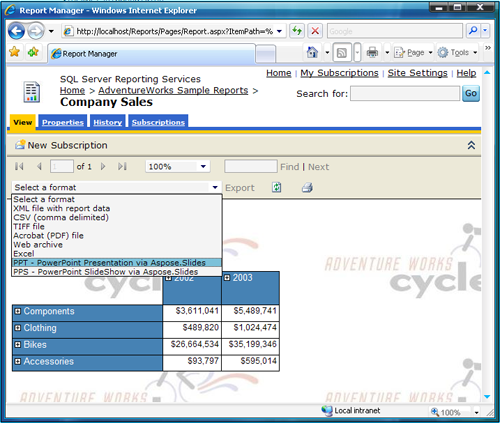 Report Manager - Windows Internet Explorer
http://localhost/Reports/Pages/Report.aspx?ItemPath=%
Google
Report Manager
Page
Tools
SQL Server Reporting Services
Home > AdventureWorks Sample Reports >
Company Sales
Home | My Subscriptions | Site Settings | Help
Search for:
Go
View
Properties
History
Subscriptions
New Subscription
1 of 1
100%
Find | Next
Select a format
Export
Select a format
XML file with report data
CSV (comma delimited)
TIFF file
Acrobat (PDF) file
Web archive
Excel
PPT - PowerPoint Presentation via Aspose.Slides
PPS - PowerPoint SlideShow via Aspose.Slides
ADVENTURE WORKS
cycle
cycle
2002 2003
Components $3,611,041 $5,489,741
Clothing $489,820 $1,024,474
Bikes $26,664,534 $35,199,346
Accessories $93,797 $595,014
ADVENTURE WORKS
ADVENTURE WORKS
Local intranet
100%